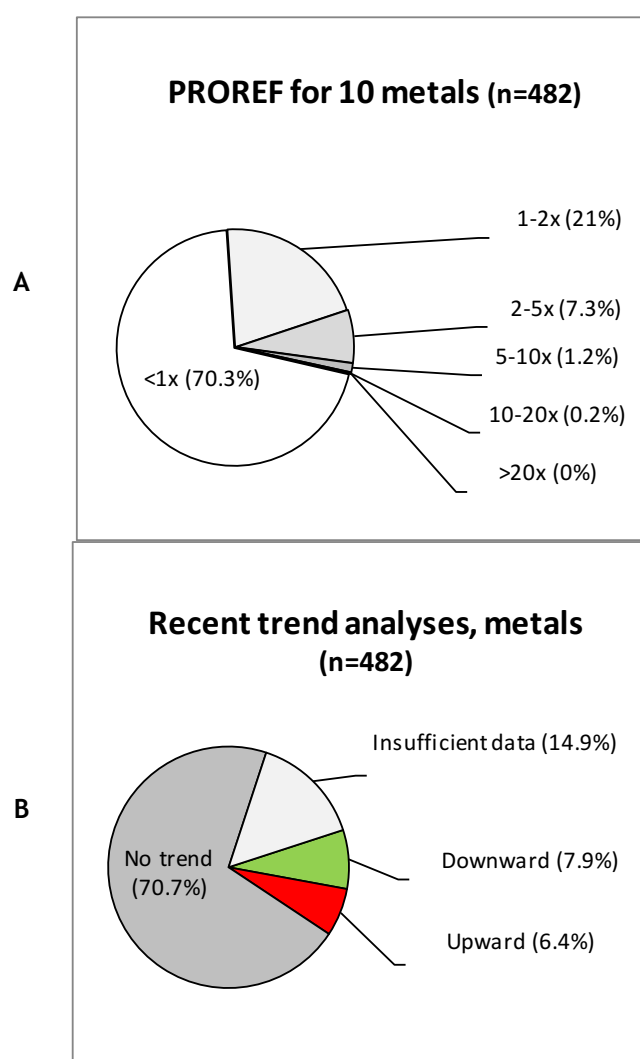 PROREF for 10 metals (n=482)
1-2x (21%)
A
2-5x (7.3%)
5-10x (1.2%)
<1x (70.3%)
10-20x (0.2%)
>20x (0%)
Recent trend analyses, metals
(n=482)
Insufficient data (14.9%)
B
No trend
(70.7%)
Downward (7.9%)
Upward (6.4%)